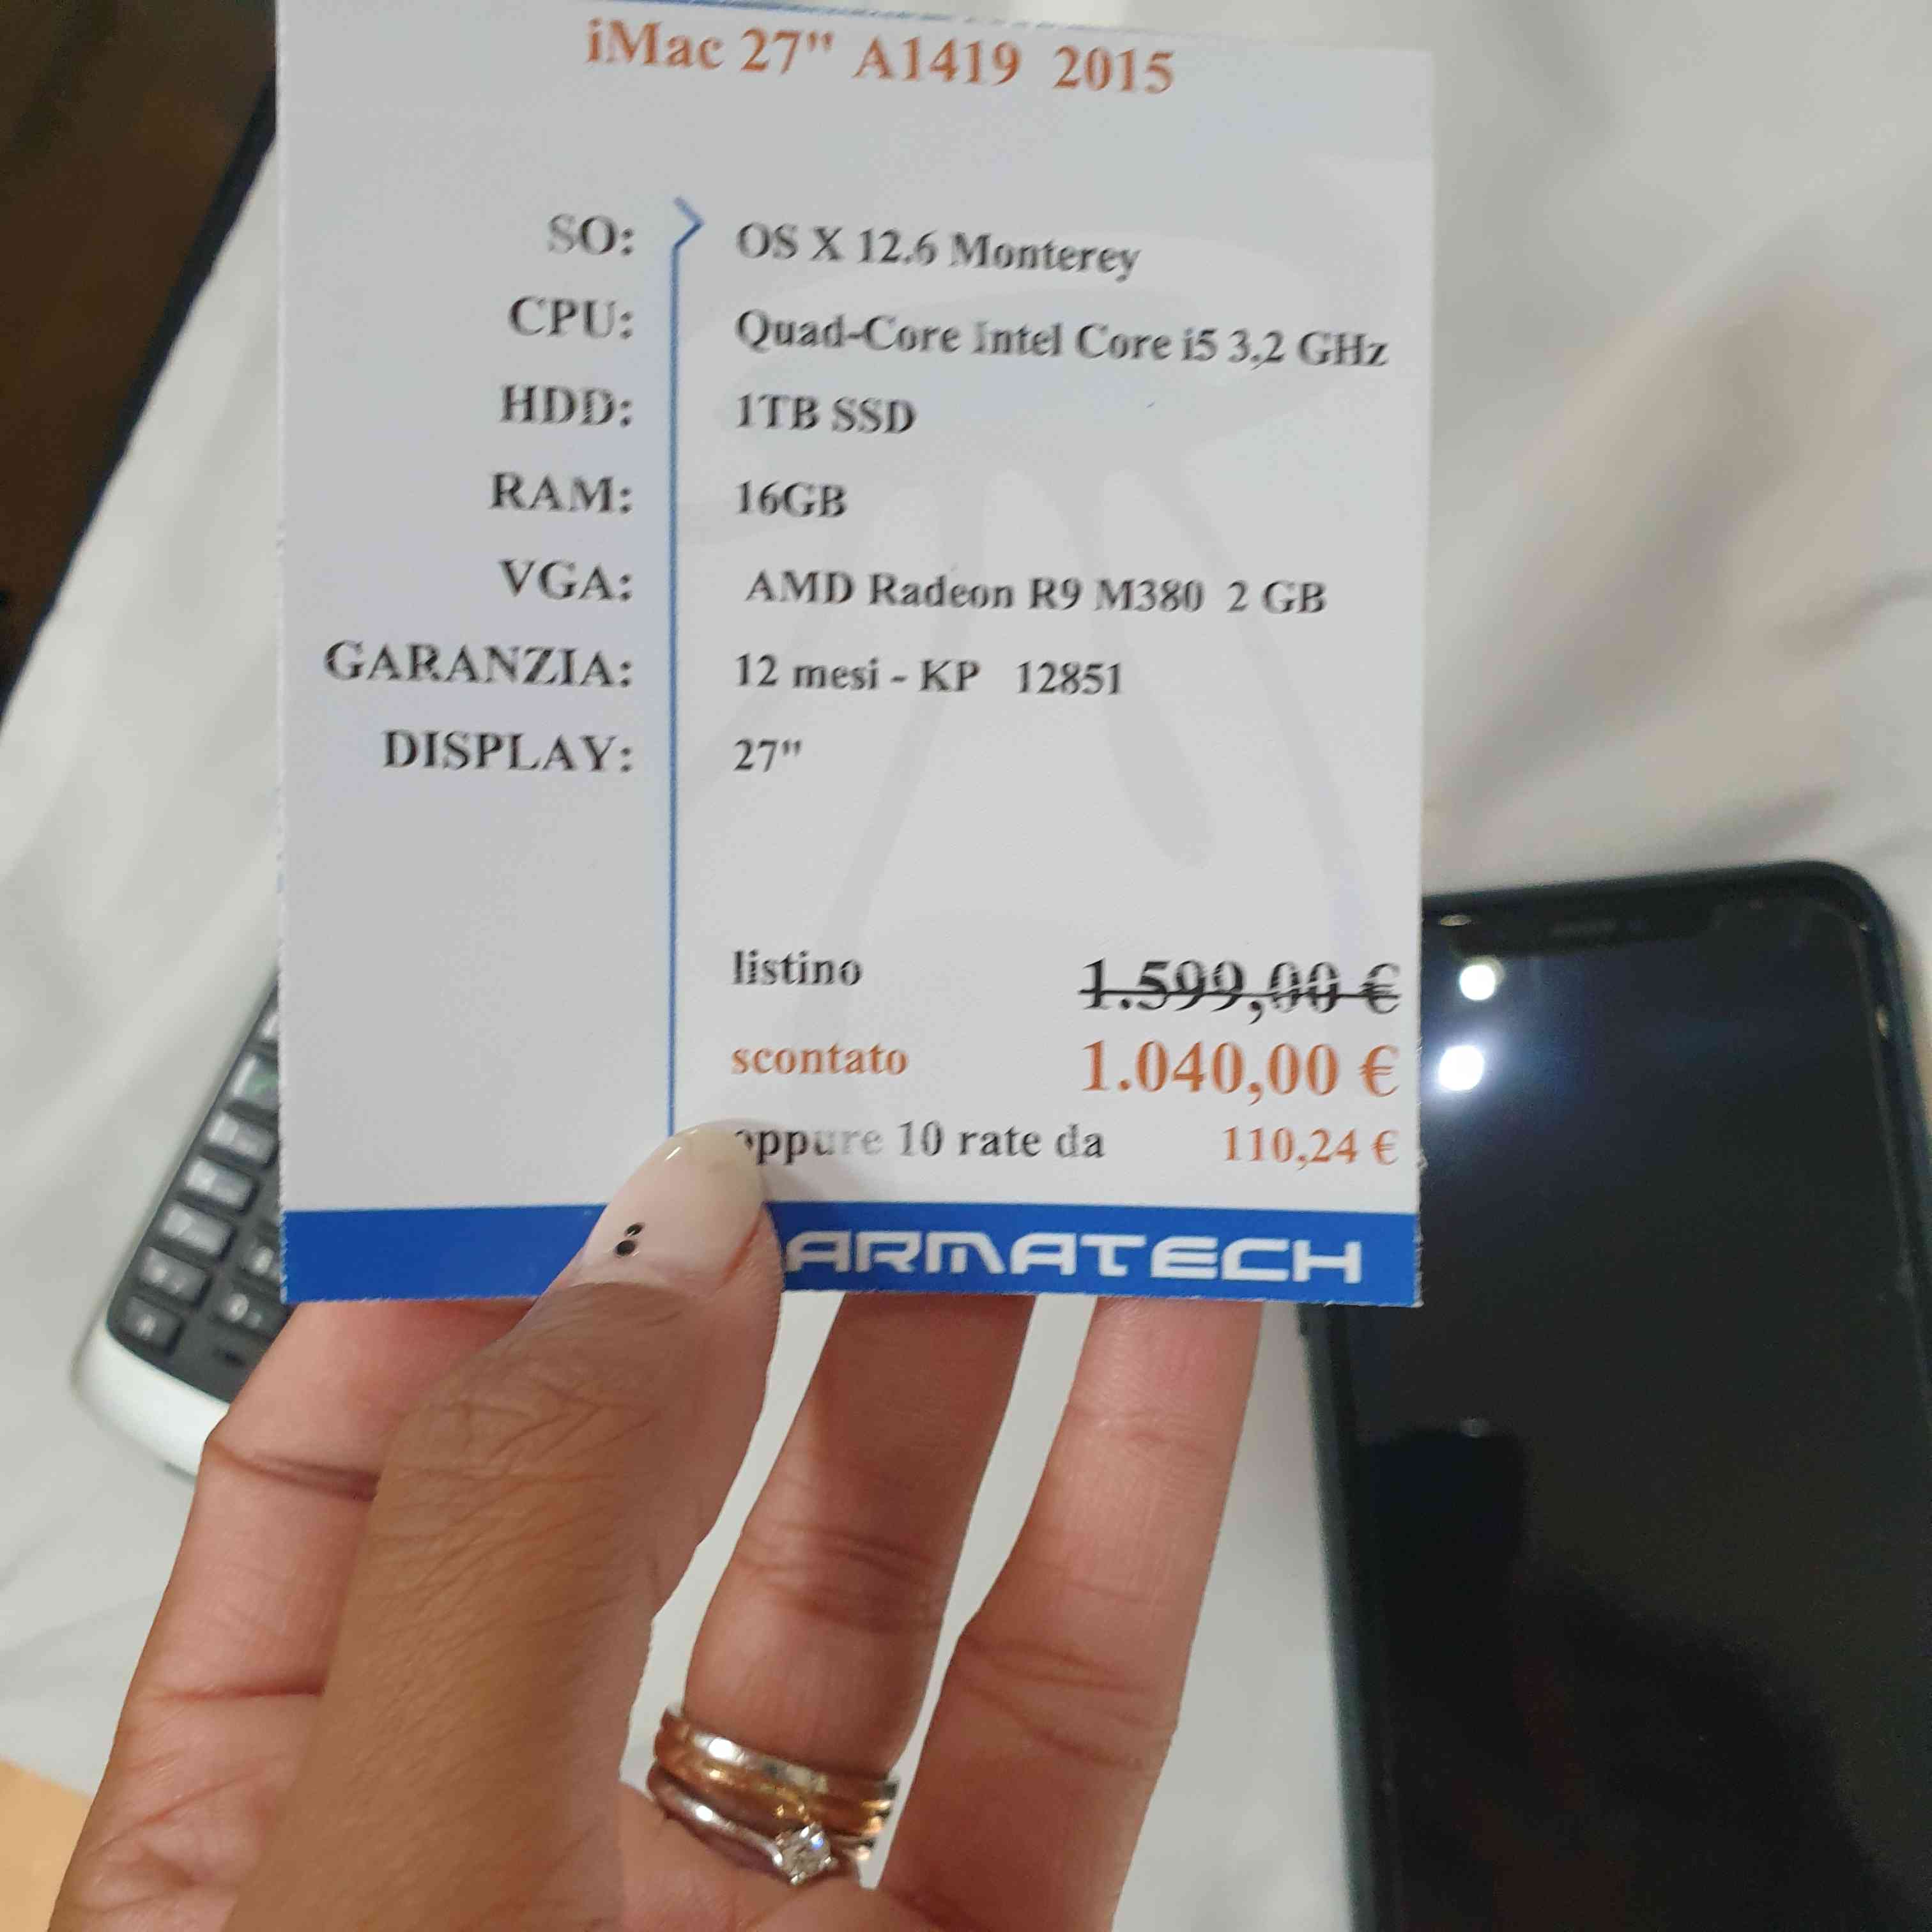 iMac 27" A1419 2015
SO: OS X 12.6 Monterey
CPU: Quad-Core Intel Core i5 3,2 GHz
HDD: 1TB SSD
RAM: 16GB
VGA: AMD Radeon R9 M380 2 GB
GARANZIA: 12 mesi - KP 12851
DISPLAY: 27"
listino 1.599,00 €
scontato 1.040,00 €
oppure 10 rate da 110,24 €
ARMATECH